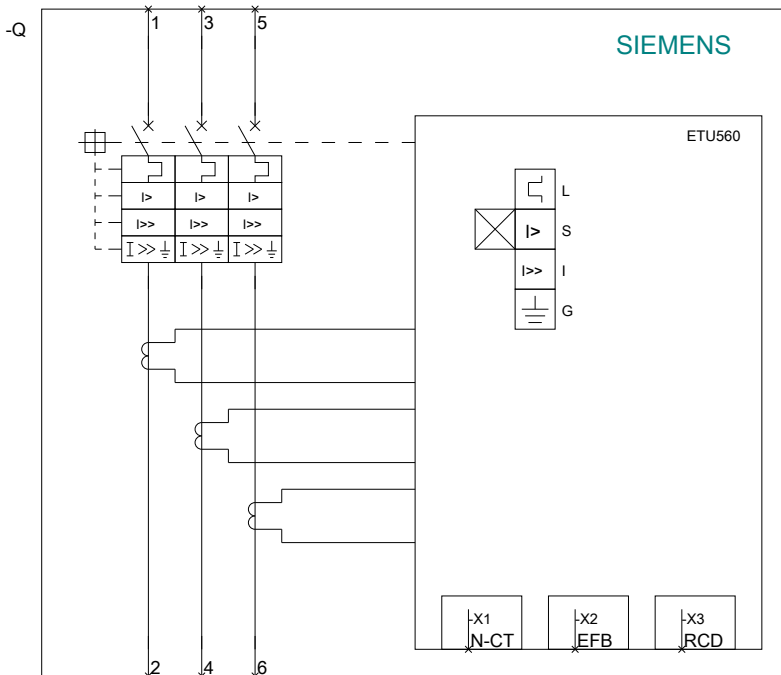 1 3 5
-Q
SIEMENS
ETU560
L
I> I> I> I> S
I>> I>> I>> I>> I
I>> I>> I>> G
-X1 -X2 -X3
N-CT EFB RCD
2 4 6